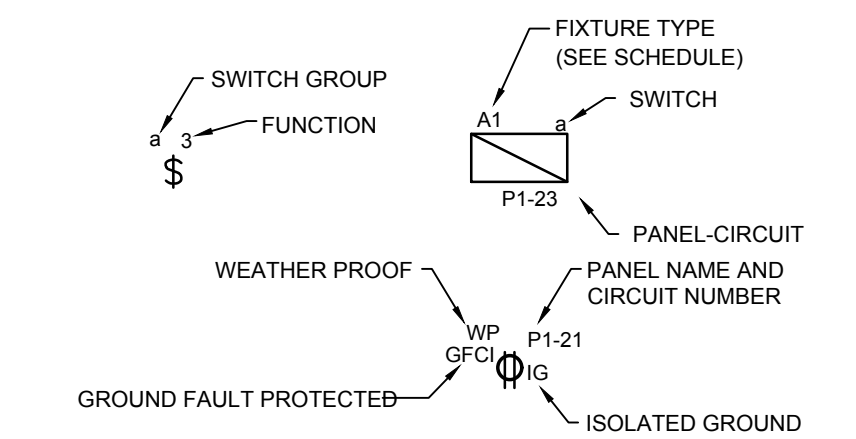 FIXTURE TYPE
(SEE SCHEDULE)
SWITCH GROUP
SWITCH
FUNCTION
a 3
$
A1
a
P1-23
PANEL-CIRCUIT
WEATHER PROOF
PANEL NAME AND
CIRCUIT NUMBER
WP
P1-21
GFCI
IG
GROUND FAULT PROTECTED
ISOLATED GROUND